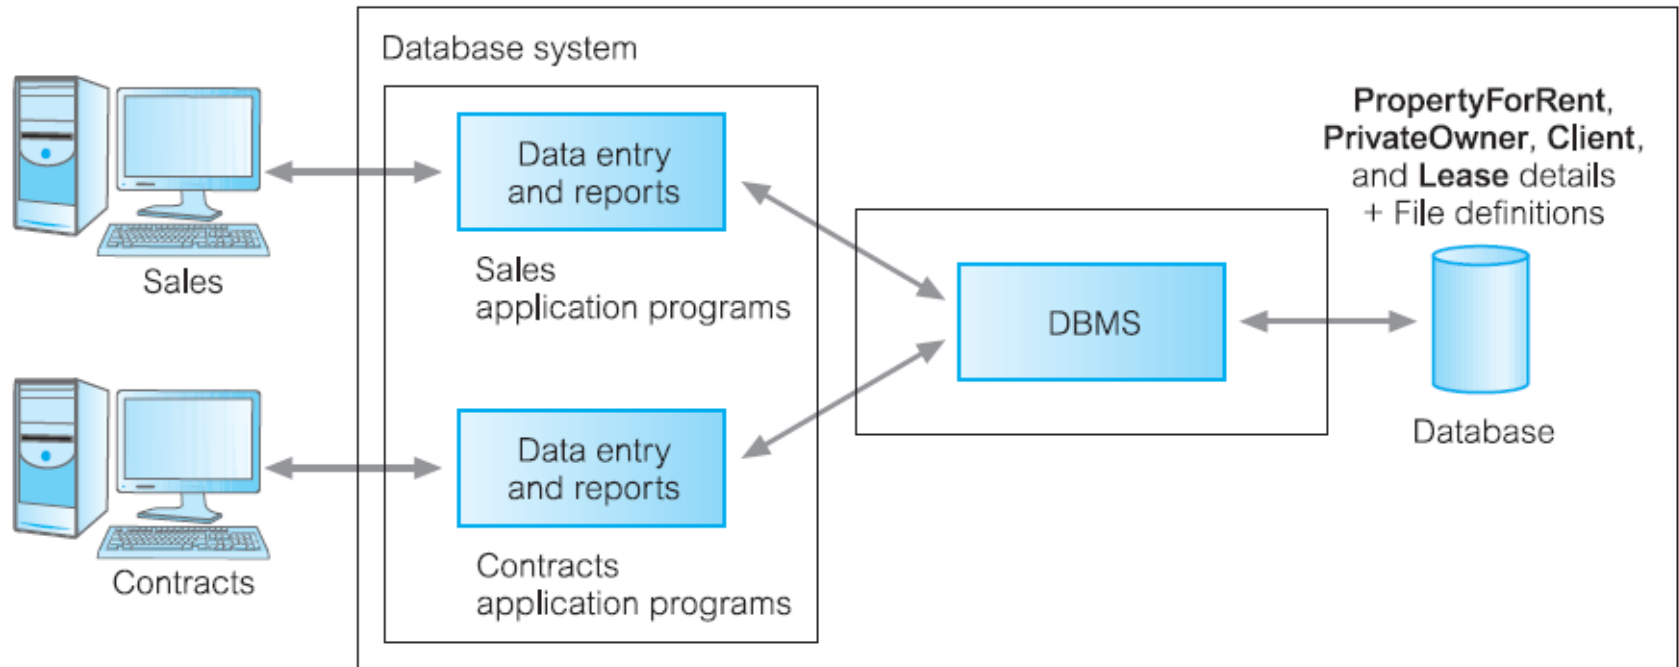 Database system
Sales
Data entry
and reports
Sales
application programs
Contracts
Data entry
and reports
Contracts
application programs
DBMS
PropertyForRent,
PrivateOwner, Client,
and Lease details
+ File definitions
Database